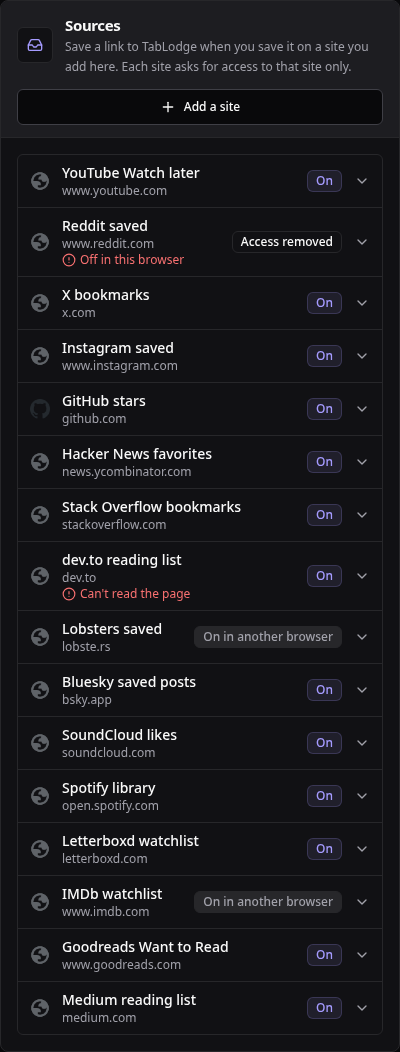 Sources
Save a link to TabLodge when you save it on a site you
add here. Each site asks for access to that site only.
Add a site
YouTube Watch later
www.youtube.com
On
Reddit saved
www.reddit.com
Off in this browser
Access removed
X bookmarks
x.com
On
Instagram saved
www.instagram.com
On
GitHub stars
github.com
On
Hacker News favorites
news.ycombinator.com
On
Stack Overflow bookmarks
stackoverflow.com
On
dev.to reading list
dev.to
Can't read the page
On
Lobsters saved
lobste.rs
On in another browser
Bluesky saved posts
bsky.app
On
SoundCloud likes
soundcloud.com
On
Spotify library
open.spotify.com
On
Letterboxd watchlist
letterboxd.com
On
IMDb watchlist
www.imdb.com
On in another browser
Goodreads Want to Read
www.goodreads.com
On
Medium reading list
medium.com
On